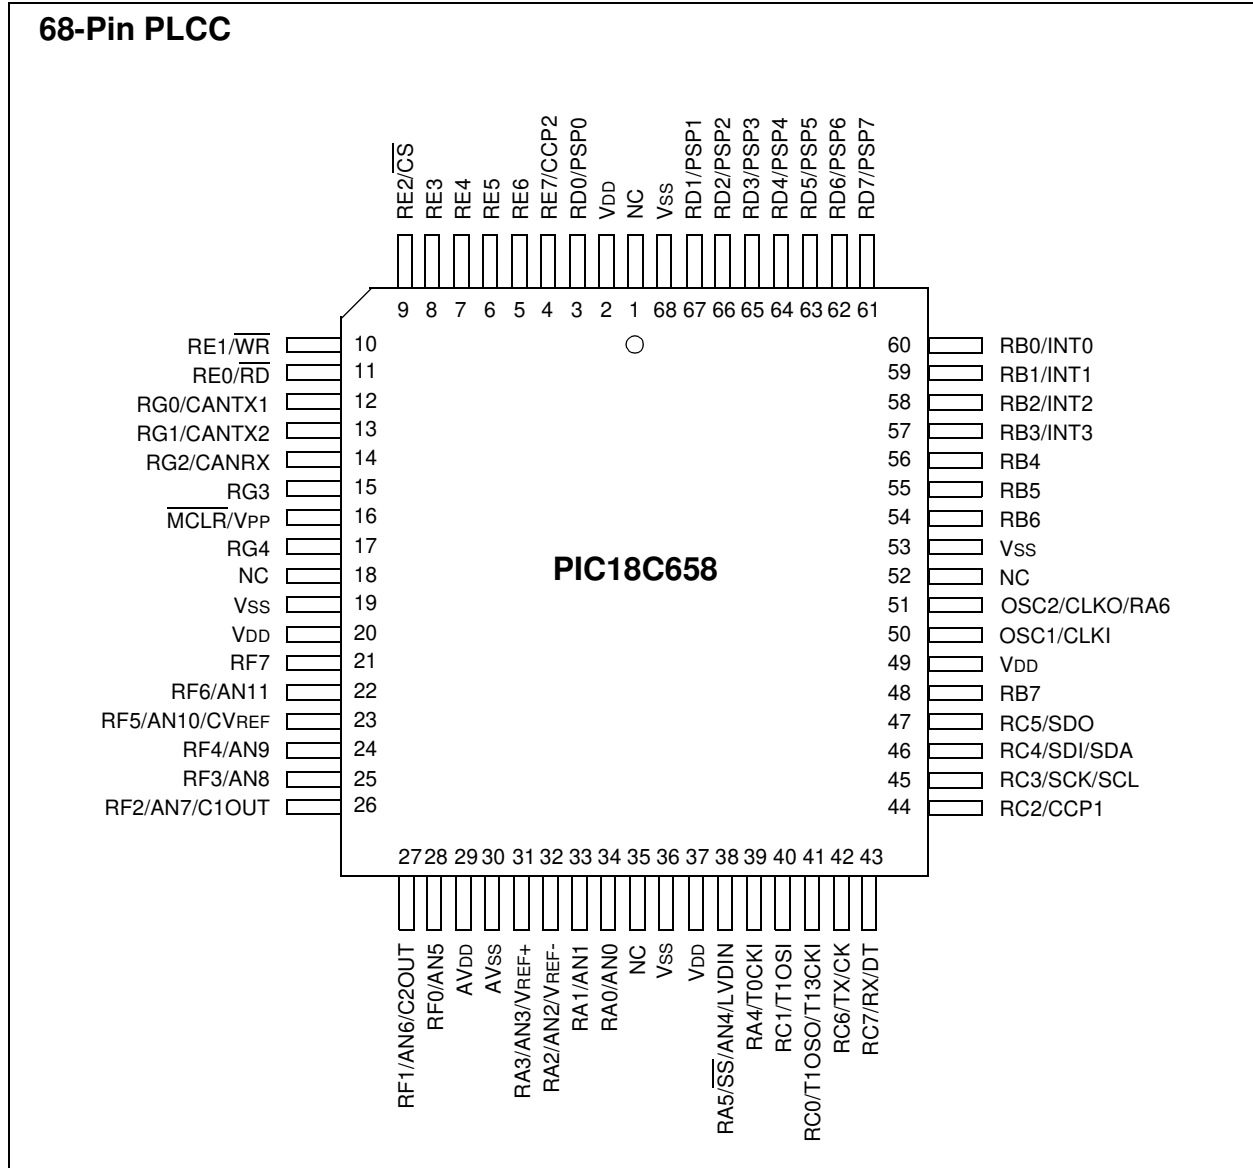 68-Pin PLCC
RE2/C̅S̅
RE3
RE4
RE5
RE6
RE7/CCP2
RD0/PSP0
VDD
NC
VSS
RD1/PSP1
RD2/PSP2
RD3/PSP3
RD4/PSP4
RD5/PSP5
RD6/PSP6
RD7/PSP7
9 8 7 6 5 4 3 2 1 68 67 66 65 64 63 62 61
RE1/W̅R̅ 10
RE0/R̅D̅ 11
RG0/CANTX1 12
RG1/CANTX2 13
RG2/CANRX 14
RG3 15
M̅C̅L̅R̅/VPP 16
RG4 17
NC 18
VSS 19
VDD 20
RF7 21
RF6/AN11 22
RF5/AN10/CVREF 23
RF4/AN9 24
RF3/AN8 25
RF2/AN7/C1OUT 26
PIC18C658
60 RB0/INT0
59 RB1/INT1
58 RB2/INT2
57 RB3/INT3
56 RB4
55 RB5
54 RB6
53 VSS
52 NC
51 OSC2/CLKO/RA6
50 OSC1/CLKI
49 VDD
48 RB7
47 RC5/SDO
46 RC4/SDI/SDA
45 RC3/SCK/SCL
44 RC2/CCP1
27 28 29 30 31 32 33 34 35 36 37 38 39 40 41 42 43
RF1/AN6/C2OUT
RF0/AN5
AVDD
AVSS
RA3/AN3/VREF+
RA2/AN2/VREF-
RA1/AN1
RA0/AN0
NC
VSS
VDD
RA5/S̅S̅/AN4/LVDIN
RA4/T0CKI
RC1/T1OSI
RC0/T1OSO/T13CKI
RC6/TX/CK
RC7/RX/DT